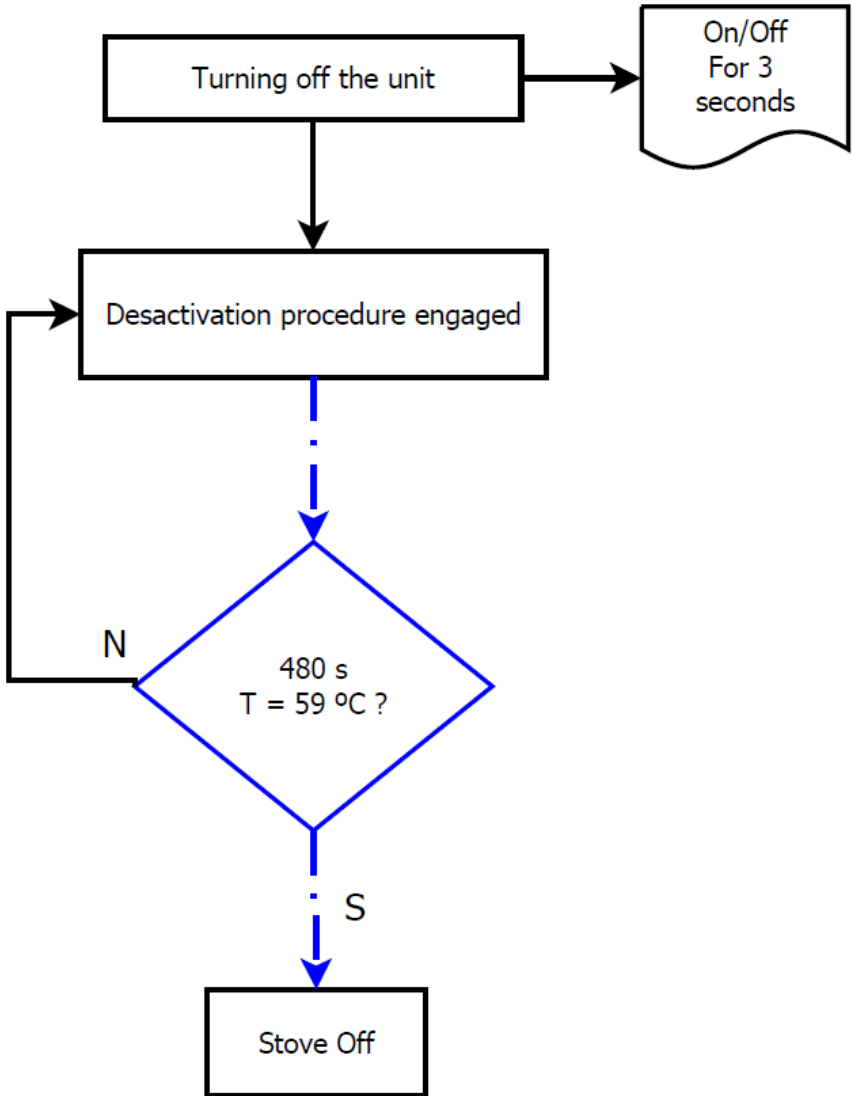 Turning off the unit
On/Off
For 3
seconds
Desactivation procedure engaged
N
480 s
T = 59 ºC ?
S
Stove Off